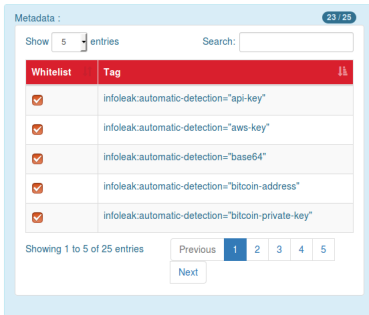 Metadata :
23 / 25
Show 5 entries
Search:
Whitelist Tag
infoleak:automatic-detection="api-key"
infoleak:automatic-detection="aws-key"
infoleak:automatic-detection="base64"
infoleak:automatic-detection="bitcoin-address"
infoleak:automatic-detection="bitcoin-private-key"
Showing 1 to 5 of 25 entries
Previous 1 2 3 4 5
Next